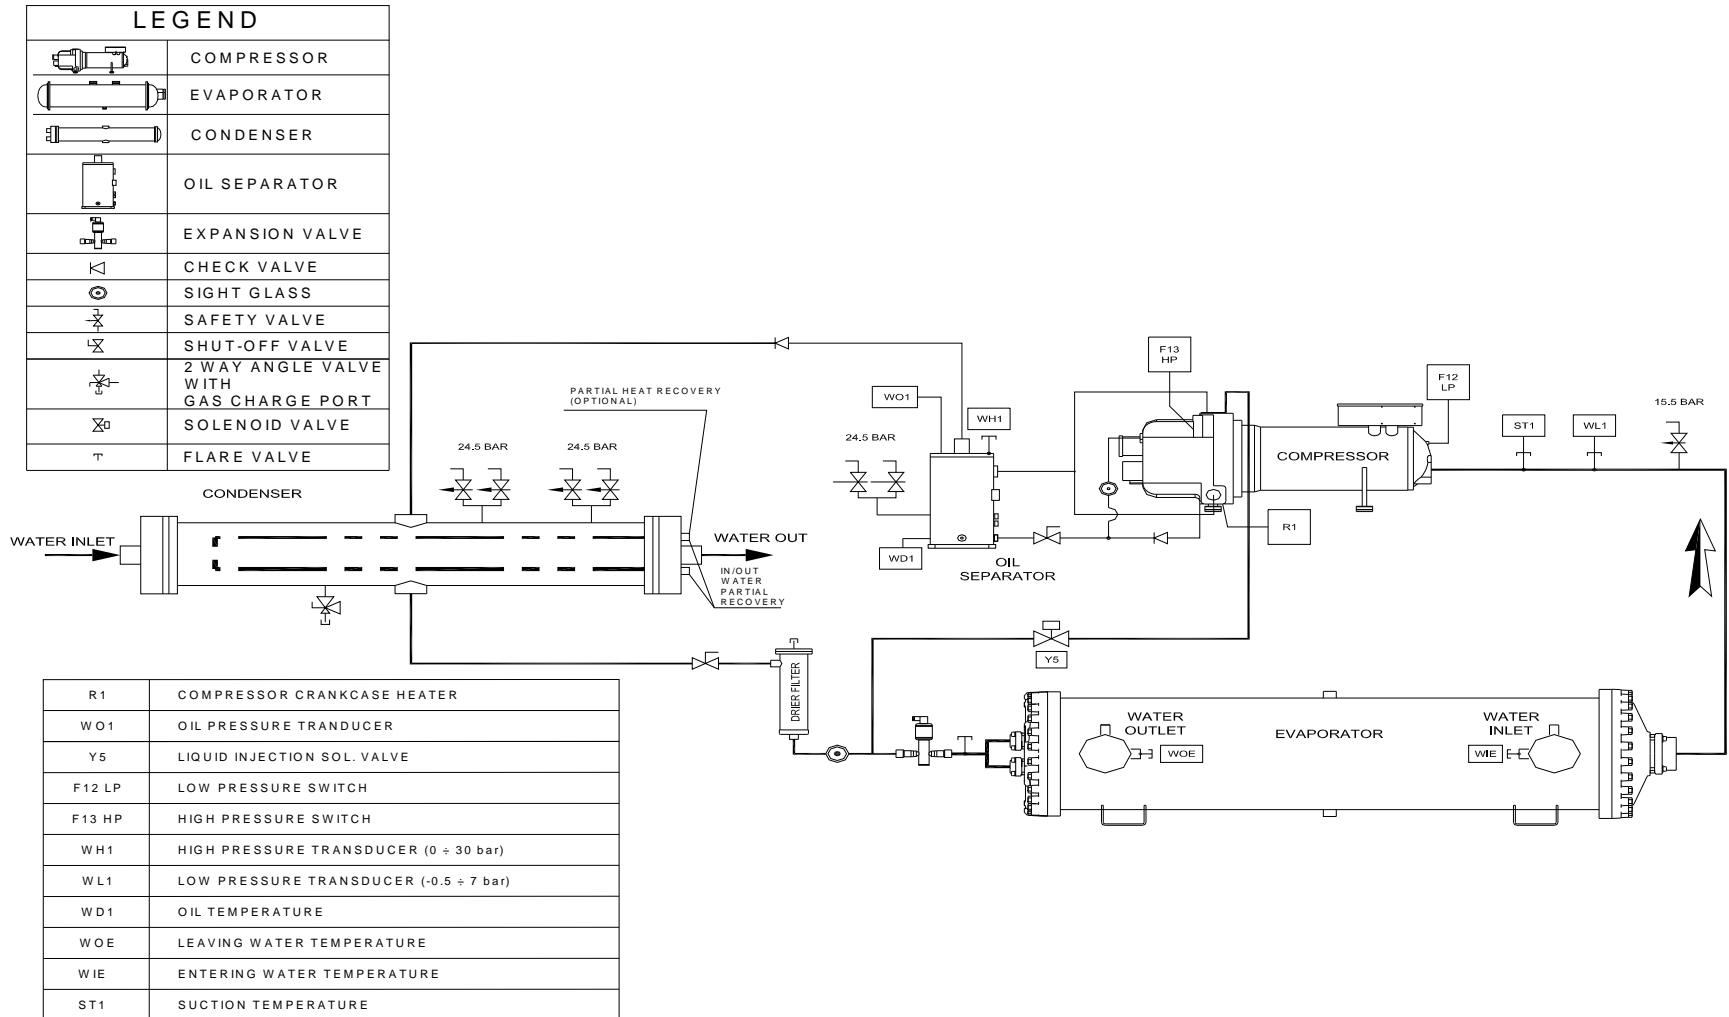 LEGEND
COMPRESSOR
EVAPORATOR
CONDENSER
OIL SEPARATOR
EXPANSION VALVE
CHECK VALVE
SIGHT GLASS
SAFETY VALVE
SHUT-OFF VALVE
2 WAY ANGLE VALVE
WITH
GAS CHARGE PORT
SOLENOID VALVE
FLARE VALVE
PARTIAL HEAT RECOVERY
(OPTIONAL)
24.5 BAR
24.5 BAR
CONDENSER
WATER INLET
WATER OUT
IN/OUT
WATER
PARTIAL
RECOVERY
WO1
WH1
24.5 BAR
WD1
OIL
SEPARATOR
F13
HP
F12
LP
COMPRESSOR
R1
ST1
WL1
15.5 BAR
Y5
DRIER FILTER
WATER
OUTLET
WOE
EVAPORATOR
WATER
INLET
WIE
R1 COMPRESSOR CRANKCASE HEATER
WO1 OIL PRESSURE TRANDUCER
Y5 LIQUID INJECTION SOL. VALVE
F12 LP LOW PRESSURE SWITCH
F13 HP HIGH PRESSURE SWITCH
WH1 HIGH PRESSURE TRANSDUCER (0 ÷ 30 bar)
WL1 LOW PRESSURE TRANSDUCER (-0.5 ÷ 7 bar)
WD1 OIL TEMPERATURE
WOE LEAVING WATER TEMPERATURE
WIE ENTERING WATER TEMPERATURE
ST1 SUCTION TEMPERATURE